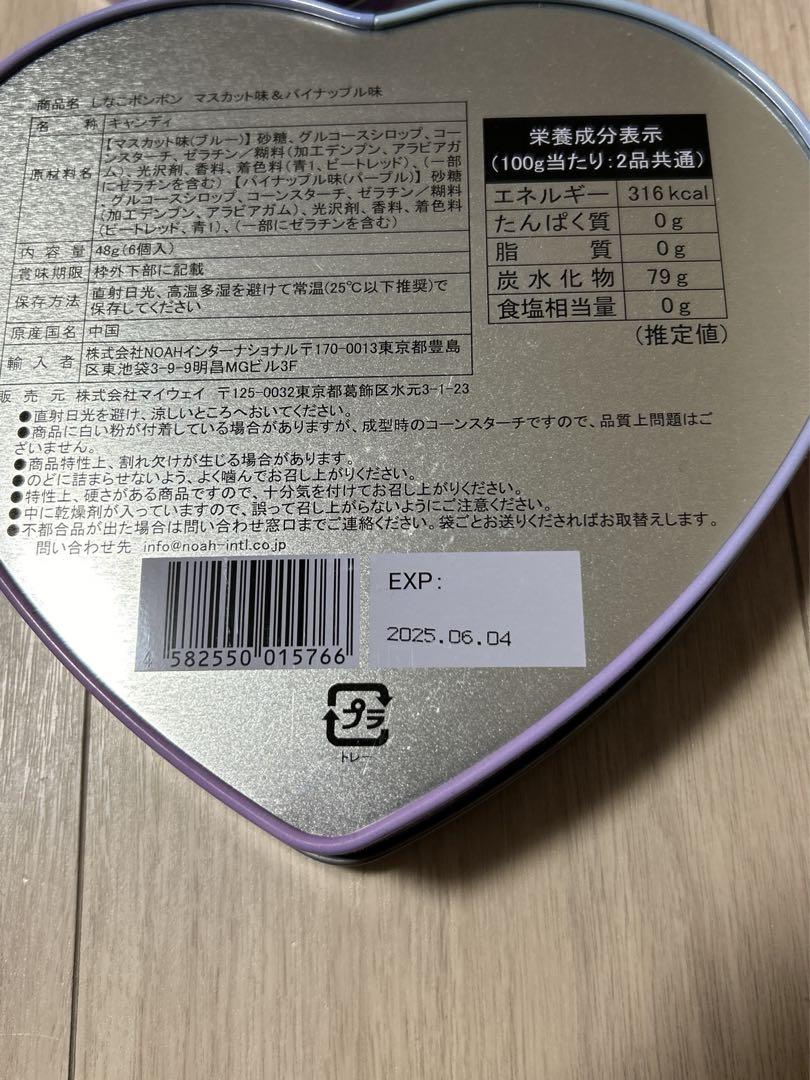 商品名 しなこボンボン マスカット味&パイナップル味
名 称 キャンディ
原材料名 【マスカット味(ブルー)】砂糖、グルコースシロップ、コー
ンスターチ、ゼラチン/糊料(加工デンプン、アラビアガ
ム)、光沢剤、香料、着色料(青1、ビートレッド)、(一部
にゼラチンを含む)【パイナップル味(パープル)】砂糖
、グルコースシロップ、コーンスターチ、ゼラチン/糊料
(加工デンプン、アラビアガム)、光沢剤、香料、着色料
(ビートレッド、青1)、(一部にゼラチンを含む)
内 容 量 48g(6個入)
賞味期限 枠外下部に記載
保存方法 直射日光、高温多湿を避けて常温(25℃以下推奨)で
保存してください
原産国名 中国
輸 入 者 株式会社NOAHインターナショナル〒170-0013東京都豊島
区東池袋3-9-9明昌MGビル3F
販 売 元 株式会社マイウェイ 〒125-0032東京都葛飾区水元3-1-23
●直射日光を避け、涼しいところへおいてください。
●商品に白い粉が付着している場合がありますが、成型時のコーンスターチですので、品質上問題はご
ざいません。
●商品特性上、割れ欠けが生じる場合があります。
●のどに詰まらせないよう、よく噛んでお召し上がりください。
●特性上、硬さがある商品ですので、十分気を付けてお召し上がりください。
●中に乾燥剤が入っていますので、誤って召し上がらないようにご注意ください。
●不都合品が出た場合は問い合わせ窓口までご連絡ください。袋ごとお送りくださればお取替えします。
問い合わせ先 info@noah-intl.co.jp
栄養成分表示
(100g当たり:2品共通)
エネルギー 316kcal
たんぱく質 0g
脂 質 0g
炭水化物 79g
食塩相当量 0g
(推定値)
4 582550 015766
EXP:
2025.06.04
プラ
トレー